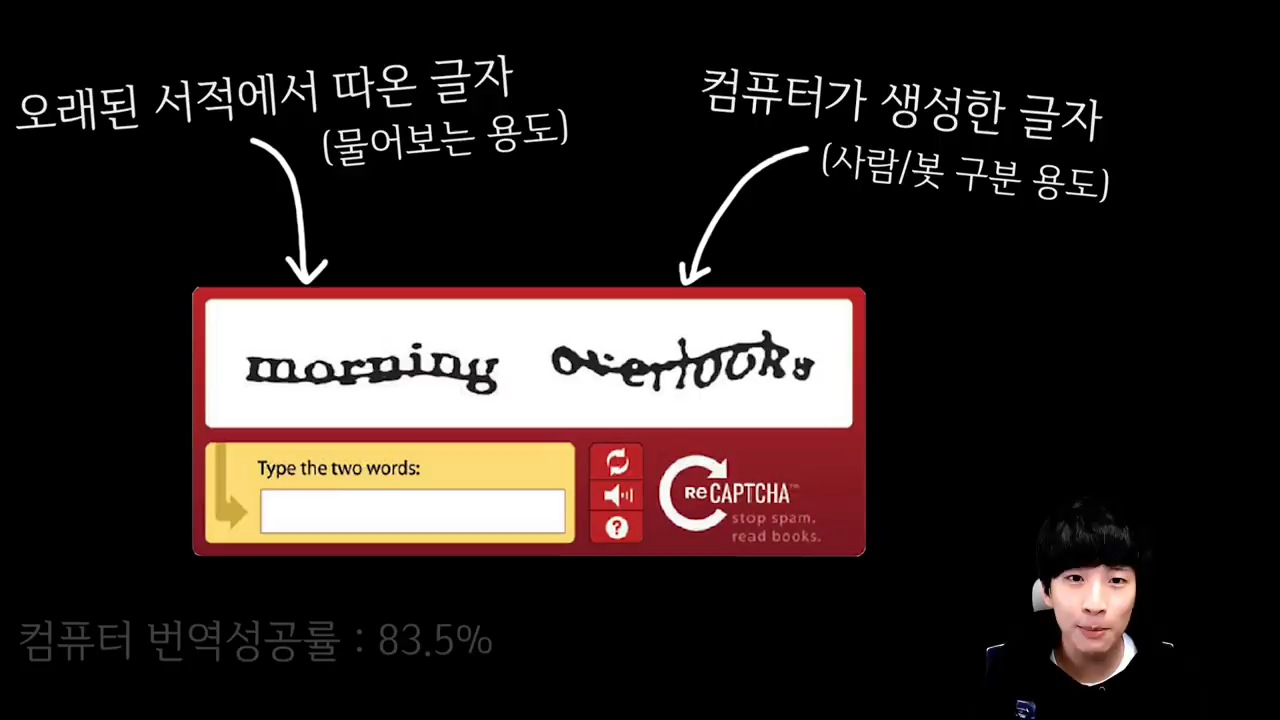 오래된 서적에서 따온 글자
(물어보는 용도)
컴퓨터가 생성한 글자
(사람/봇 구분 용도)
morning overlooks
Type the two words:
ReCAPTCHA™
stop spam.
read books.
컴퓨터 번역성공률 : 83.5%